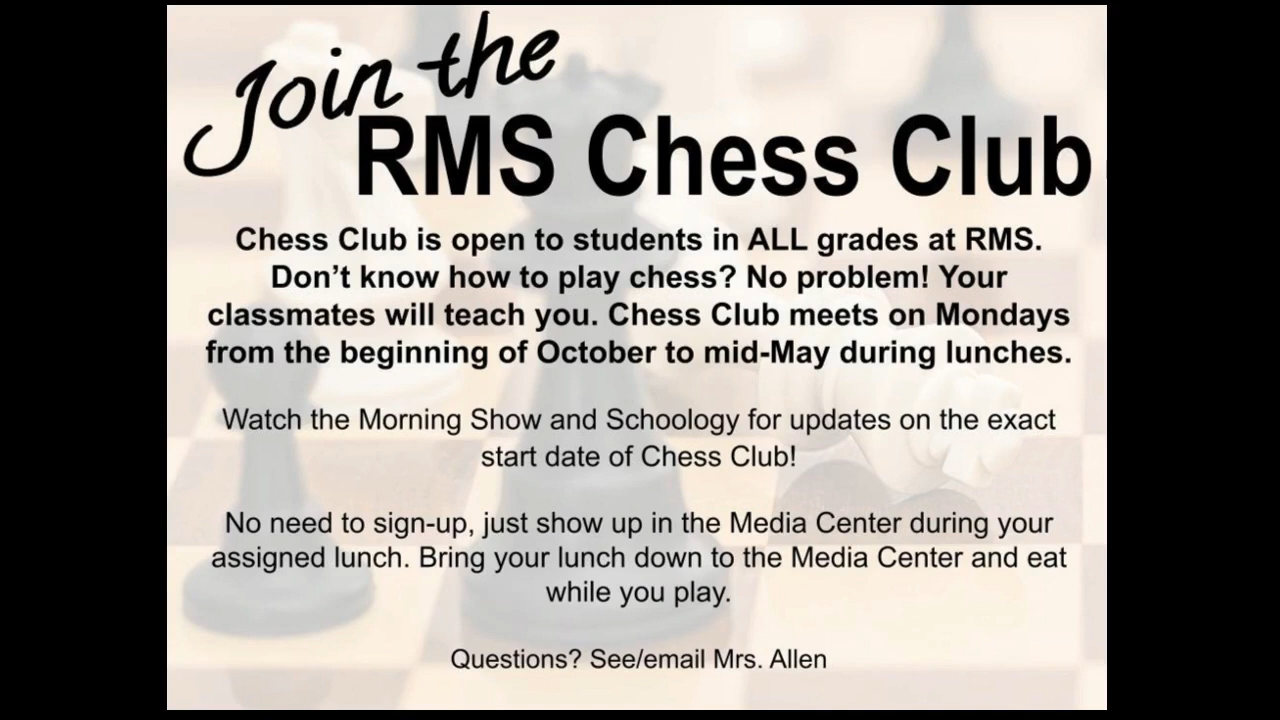 Join the
RMS Chess Club
Chess Club is open to students in ALL grades at RMS.
Don’t know how to play chess? No problem! Your
classmates will teach you. Chess Club meets on Mondays
from the beginning of October to mid-May during lunches.
Watch the Morning Show and Schoology for updates on the exact
start date of Chess Club!
No need to sign-up, just show up in the Media Center during your
assigned lunch. Bring your lunch down to the Media Center and eat
while you play.
Questions? See/email Mrs. Allen